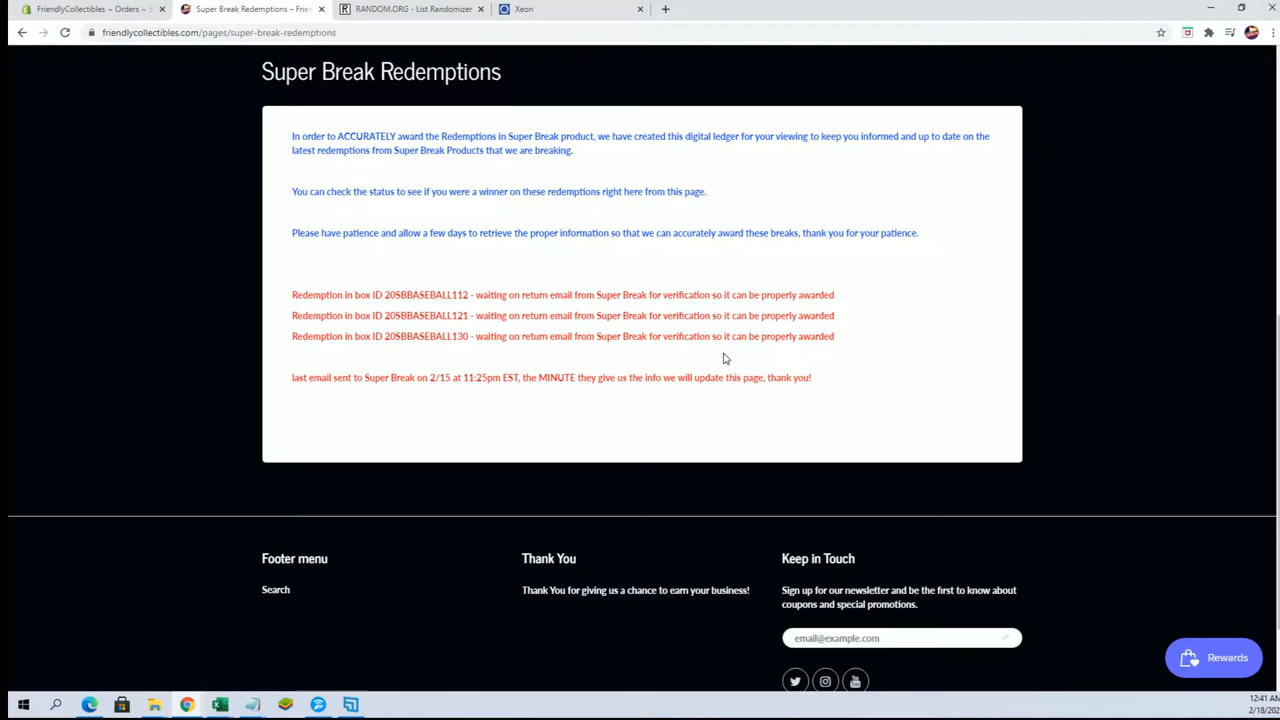 FriendlyCollectibles ~ Orders ~
Super Break Redemptions – Frie
RANDOM.ORG - List Randomizer
Xeon
friendlycollectibles.com/pages/super-break-redemptions
Super Break Redemptions
In order to ACCURATELY award the Redemptions in Super Break product, we have created this digital ledger for your viewing to keep you informed and up to date on the
latest redemptions from Super Break Products that we are breaking.
You can check the status to see if you were a winner on these redemptions right here from this page.
Please have patience and allow a few days to retrieve the proper information so that we can accurately award these breaks, thank you for your patience.
Redemption in box ID 20SBBASEBALL112 - waiting on return email from Super Break for verification so it can be properly awarded
Redemption in box ID 20SBBASEBALL121 - waiting on return email from Super Break for verification so it can be properly awarded
Redemption in box ID 20SBBASEBALL130 - waiting on return email from Super Break for verification so it can be properly awarded
last email sent to Super Break on 2/15 at 11:25pm EST, the MINUTE they give us the info we will update this page, thank you!
Footer menu
Search
Thank You
Thank You for giving us a chance to earn your business!
Keep in Touch
Sign up for our newsletter and be the first to know about
coupons and special promotions.
email@example.com
Rewards
12:41 AM
2/18/202